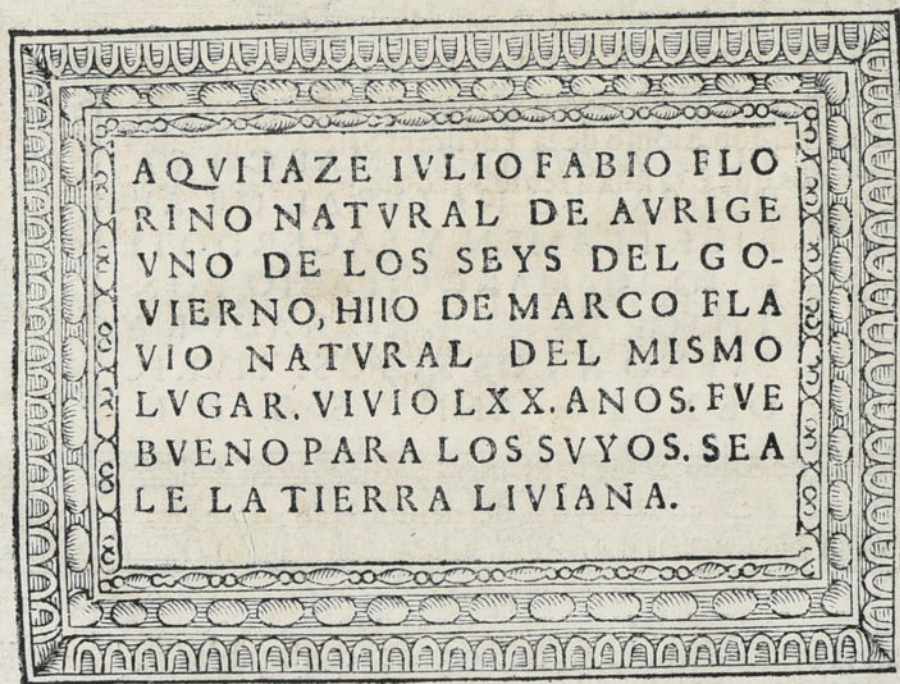 AQVI IAZE IVLIO FABIO FLO
RINO NATVRAL DE AVRIGE
VNO DE LOS SEYS DEL GO-
VIERNO, HIIO DE MARCO FLA
VIO NATVRAL DEL MISMO
LVGAR. VIVIO LXX. ANOS. FVE
BVENO PARA LOS SVYOS. SEA
LE LA TIERRA LIVIANA.